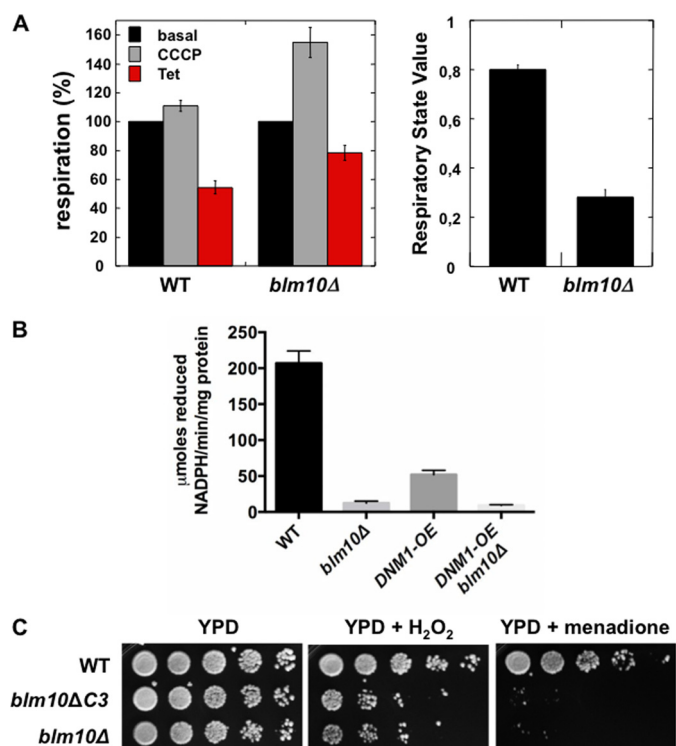 A
respiration (%)
160
140
120
100
80
60
40
20
0
basal
CCCP
Tet
WT
blm10Δ
Respiratory State Value
1
0,8
0,6
0,4
0,2
0
WT
blm10Δ
B
μmoles reduced
NADPH/min/mg protein
250
200
150
100
50
0
WT
blm10Δ
DNM1-OE
DNM1-OE
blm10Δ
C
YPD
YPD + H₂O₂
YPD + menadione
WT
blm10ΔC3
blm10Δ